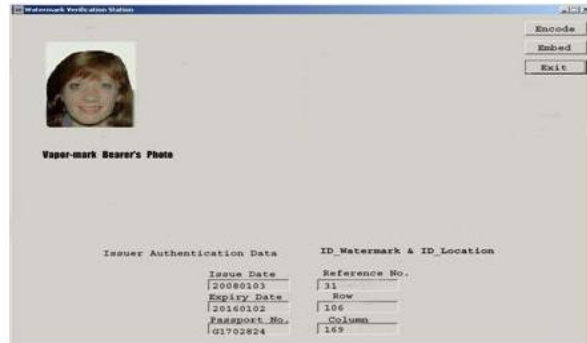 Watermark Verification Station
Encode
Embed
Exit
Vapor-mark Bearer's Photo
Issuer Authentication Data
ID_Watermark & ID_Location
Issue Date
20080103
Reference No.
31
Expiry Date
20160102
Row
106
Passport No.
G1702824
Column
169